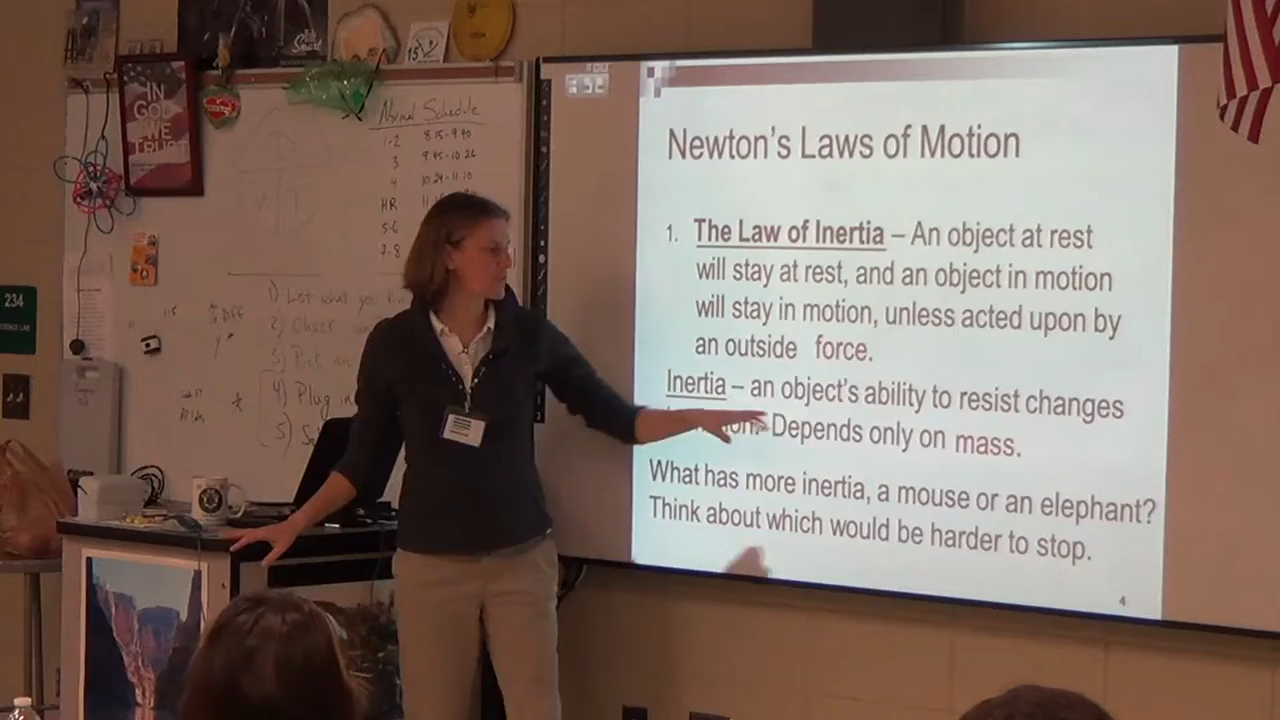 IN
GOD
WE
TRUST
Normal Schedule
1-2 8:15-9:40
3 9:45-10:26
4
HR
5-6
7-8
234
SCIENCE LAB
% Diff
1) List what you
2) Check
3) Pick
4) Plug in
5)
Newton's Laws of Motion
1. The Law of Inertia – An object at rest
will stay at rest, and an object in motion
will stay in motion, unless acted upon by
an outside force.
Inertia – an object's ability to resist changes
Depends only on mass.
What has more inertia, a mouse or an elephant?
Think about which would be harder to stop.
4